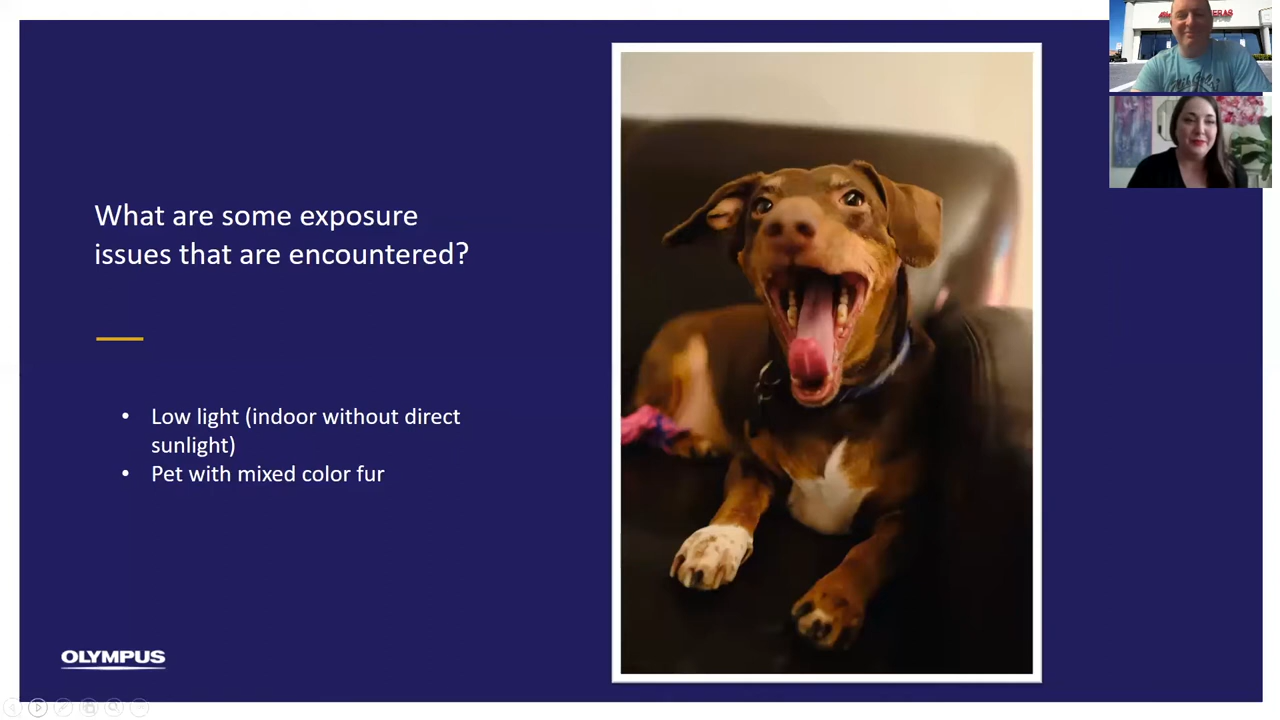 What are some exposure
issues that are encountered?
• Low light (indoor without direct
sunlight)
• Pet with mixed color fur
OLYMPUS